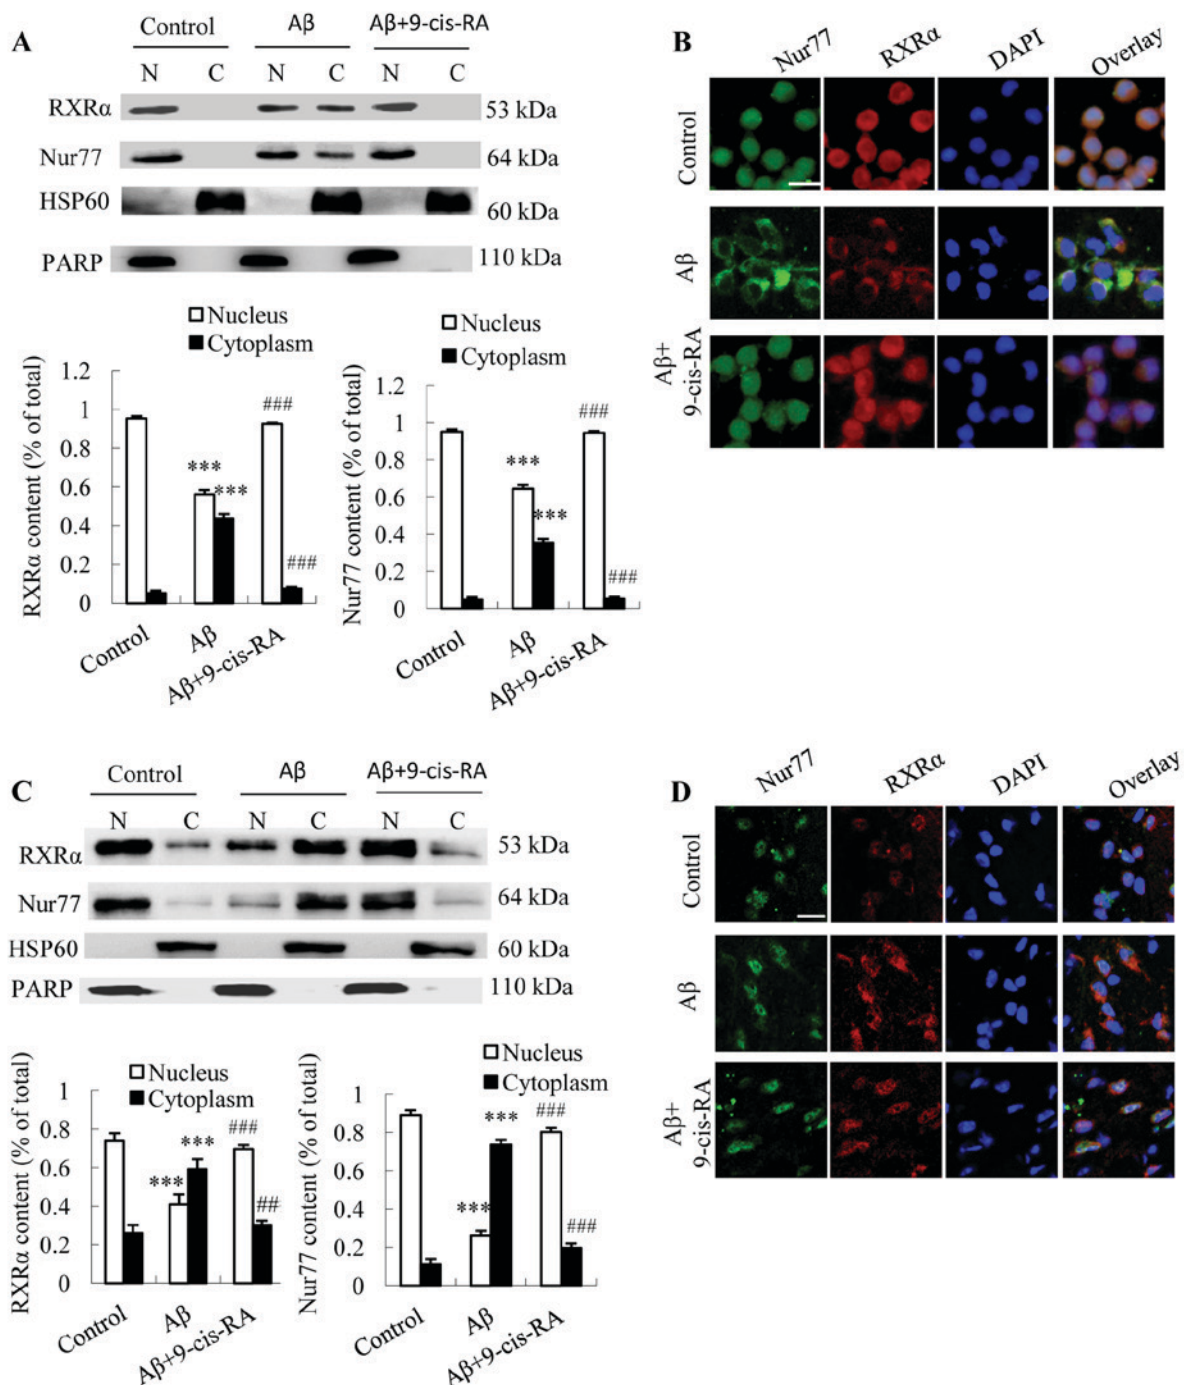 A
Control Aβ Aβ+9-cis-RA
N C N C N C
RXRα 53 kDa
Nur77 64 kDa
HSP60 60 kDa
PARP 110 kDa
Nucleus
Cytoplasm
RXRα content (% of total)
1.2
1
0.8
0.6
0.4
0.2
0
***
***
###
###
Control
Aβ
Aβ+9-cis-RA
Nucleus
Cytoplasm
Nur77 content (% of total)
1.2
1
0.8
0.6
0.4
0.2
0
***
***
###
###
Control
Aβ
Aβ+9-cis-RA
B
Nur77 RXRα DAPI Overlay
Control
Aβ
Aβ+
9-cis-RA
C
Control Aβ Aβ+9-cis-RA
N C N C N C
RXRα 53 kDa
Nur77 64 kDa
HSP60 60 kDa
PARP 110 kDa
Nucleus
Cytoplasm
RXRα content (% of total)
1
0.8
0.6
0.4
0.2
0
***
***
###
##
Control
Aβ
Aβ+9-cis-RA
Nucleus
Cytoplasm
Nur77 content (% of total)
1
0.8
0.6
0.4
0.2
0
***
***
###
###
Control
Aβ
Aβ+9-cis-RA
D
Nur77 RXRα DAPI Overlay
Control
Aβ
Aβ+
9-cis-RA